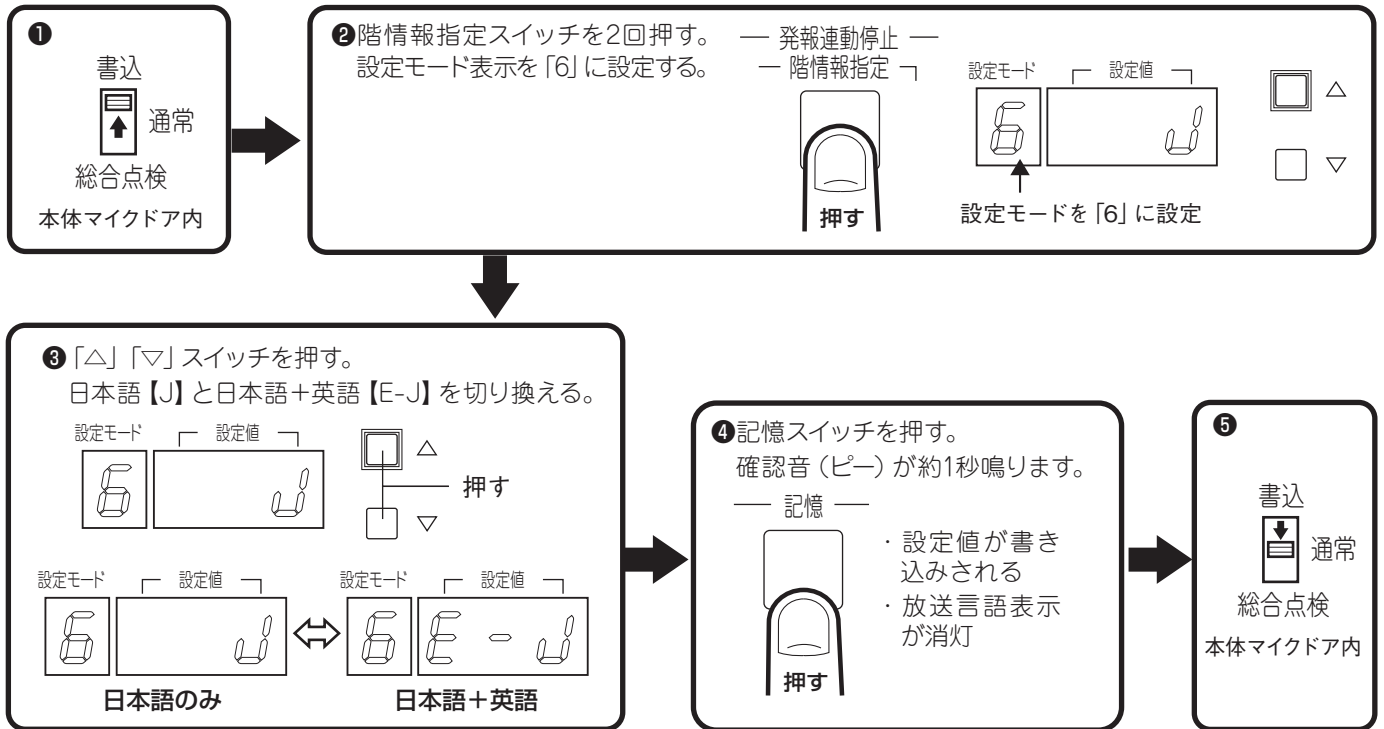 ❶
書込
通常
総合点検
本体マイクドア内
❷階情報指定スイッチを2回押す。
設定モード表示を「6」に設定する。
発報連動停止
階情報指定
押す
設定モード 設定値
6 J
△
▽
設定モードを「6」に設定
❸「△」「▽」スイッチを押す。
日本語【J】と日本語+英語【E-J】を切り換える。
設定モード 設定値
6 J
△
押す
▽
設定モード 設定値 設定モード 設定値
6 J 6 E - J
日本語のみ 日本語+英語
❹記憶スイッチを押す。
確認音(ピー)が約1秒鳴ります。
記憶
押す
・設定値が書き
込みされる
・放送言語表示
が消灯
❺
書込
通常
総合点検
本体マイクドア内